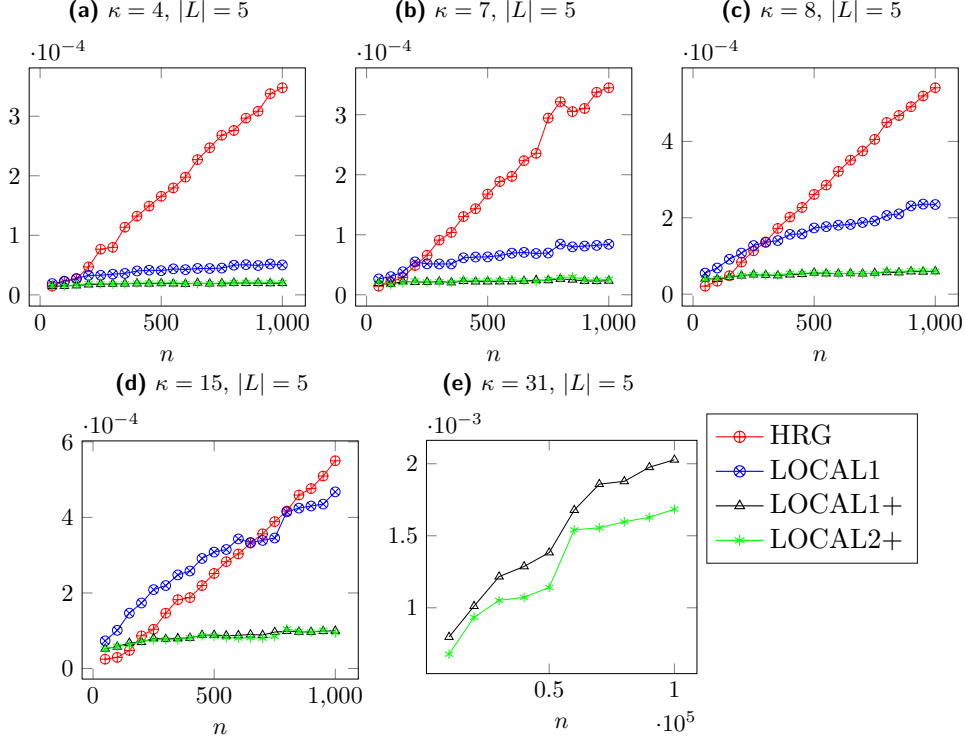 (a) κ = 4, |L| = 5
·10⁻⁴
3
2
1
0
0
500
1,000
n
(b) κ = 7, |L| = 5
·10⁻⁴
3
2
1
0
0
500
1,000
n
(c) κ = 8, |L| = 5
·10⁻⁴
4
2
0
0
500
1,000
n
(d) κ = 15, |L| = 5
·10⁻⁴
6
4
2
0
0
500
1,000
n
(e) κ = 31, |L| = 5
·10⁻³
2
1.5
1
0.5
1
·10⁵
n
HRG
LOCAL1
LOCAL1+
LOCAL2+